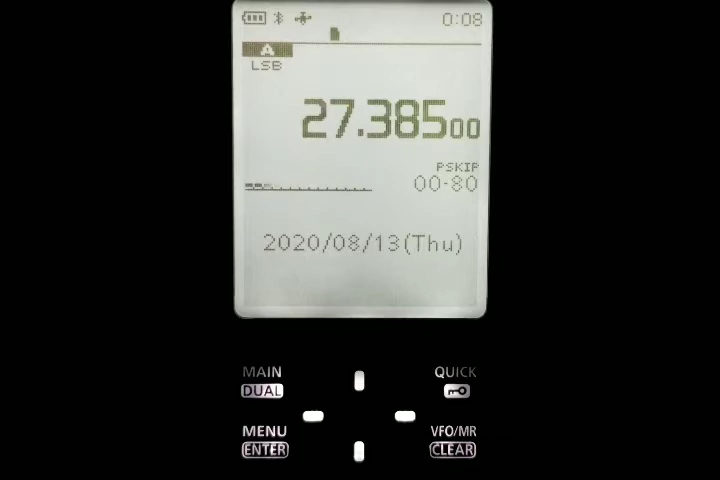 0:08
A
LSB
27.38500
PSKIP
00-80
2020/08/13(Thu)
MAIN QUICK
DUAL
MENU VFO/MR
ENTER CLEAR